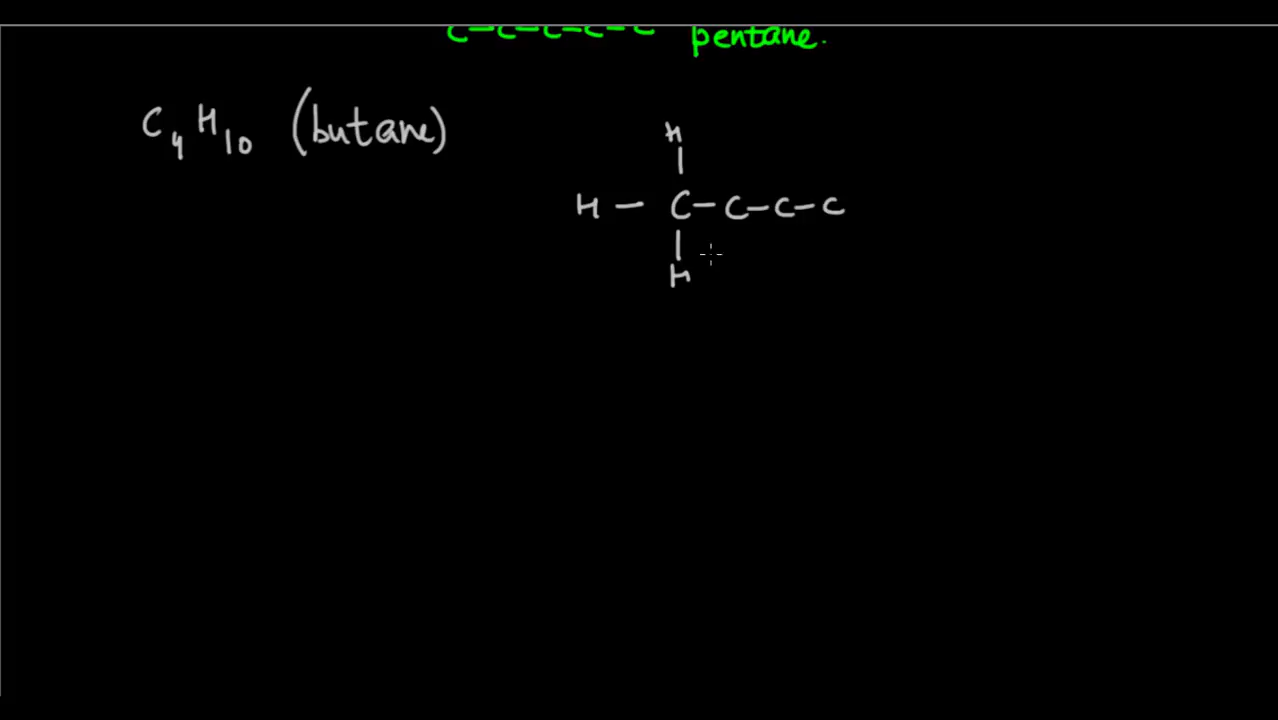 C-C-C-C-C pentane.
C4H10 (butane)
H
H - C-C-C-C
H